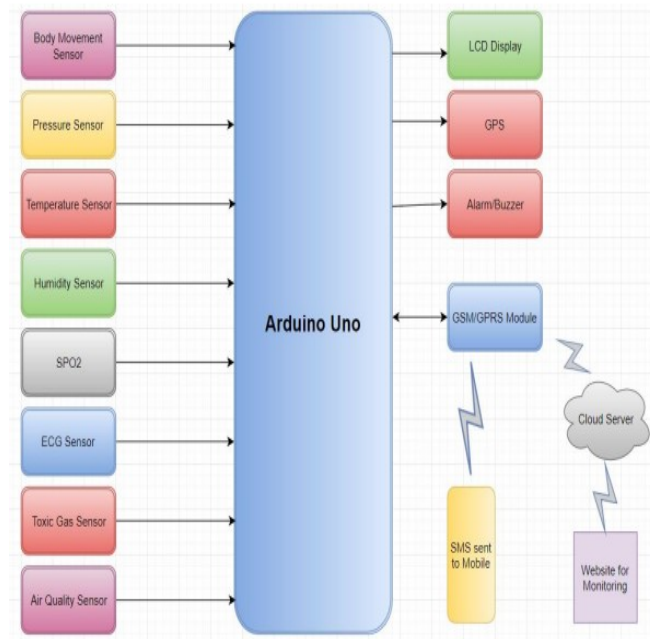 Body Movement
Sensor
Pressure Sensor
Temperature Sensor
Humidity Sensor
SPO2
ECG Sensor
Toxic Gas Sensor
Air Quality Sensor
Arduino Uno
LCD Display
GPS
Alarm/Buzzer
GSM/GPRS Module
Cloud Server
SMS sent
to Mobile
Website for
Monitoring